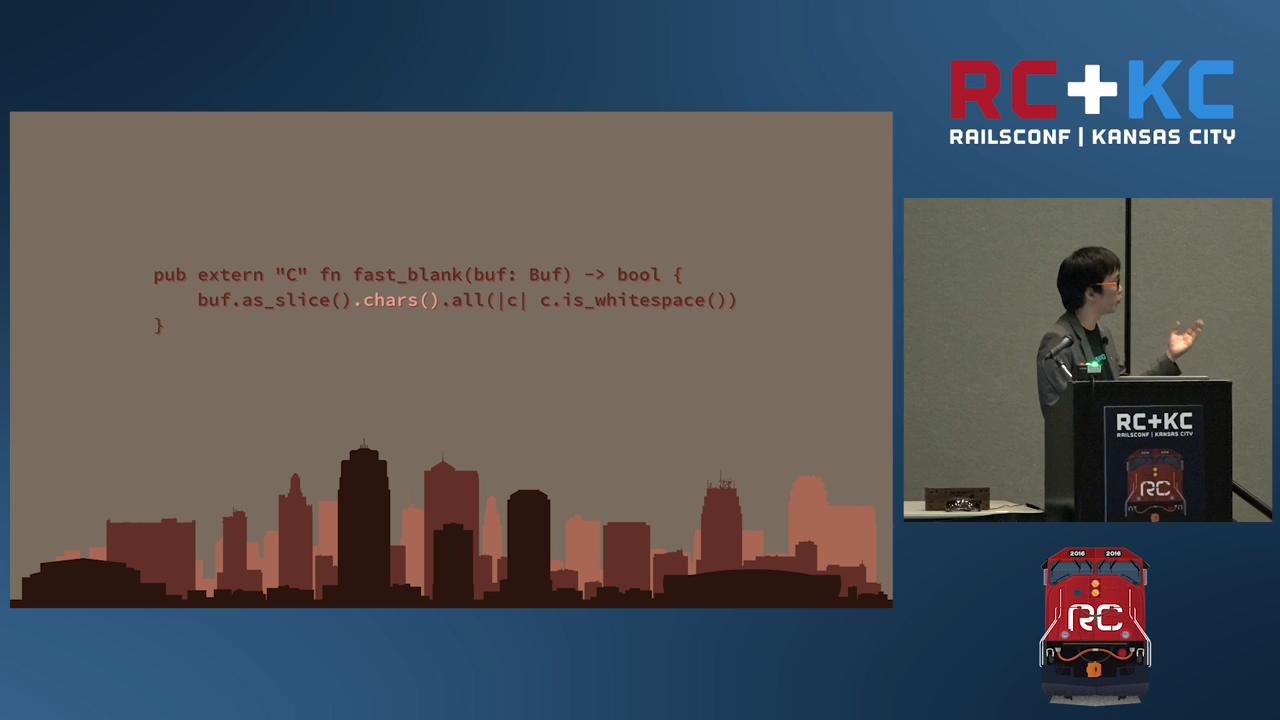 RC+KC
RAILSCONF | KANSAS CITY
pub extern "C" fn fast_blank(buf: Buf) -> bool {
    buf.as_slice().chars().all(|c| c.is_whitespace())
}
RC+KC
RAILSCONF | KANSAS CITY
RC
2016 2016
RC